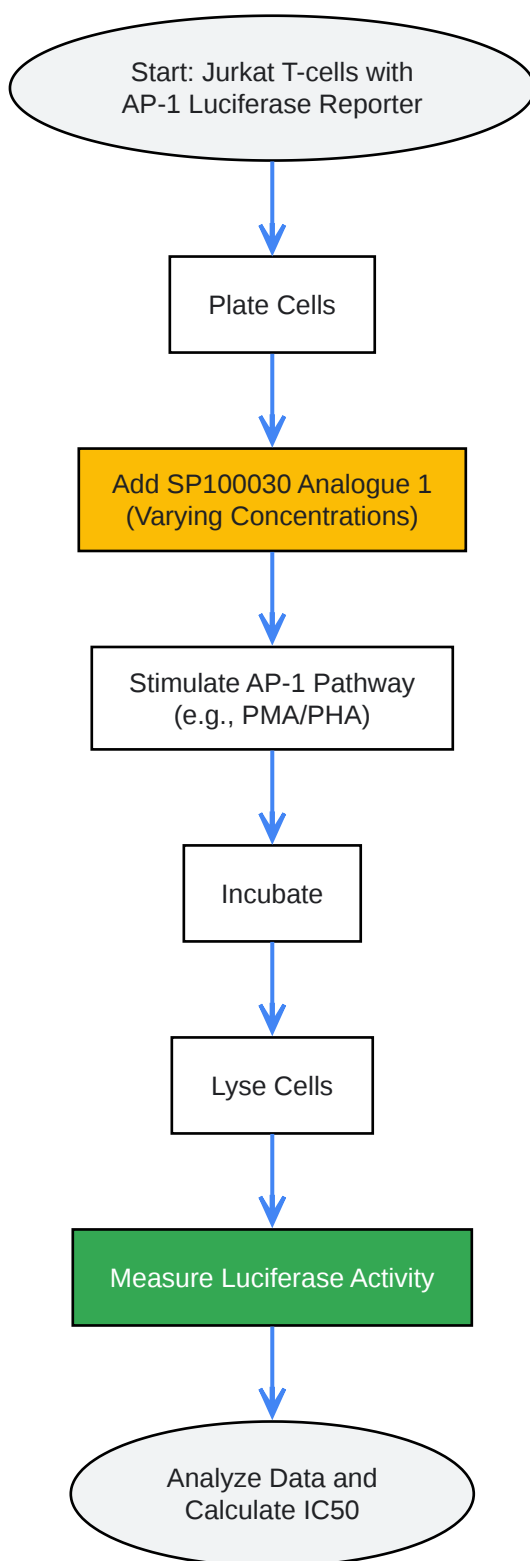 Start: Jurkat T-cells with
AP-1 Luciferase Reporter
Plate Cells
Add SP100030 Analogue 1
(Varying Concentrations)
Stimulate AP-1 Pathway
(e.g., PMA/PHA)
Incubate
Lyse Cells
Measure Luciferase Activity
Analyze Data and
Calculate IC50